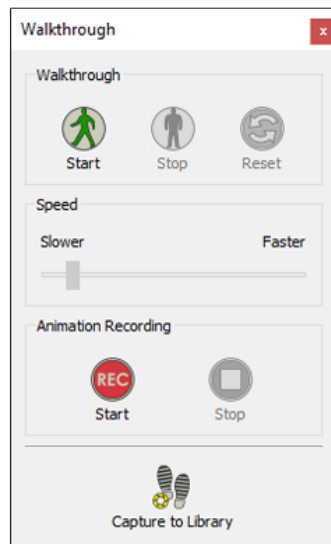 Walkthrough
x
Walkthrough
Start Stop Reset
Speed
Slower Faster
Animation Recording
REC
Start Stop
Capture to Library